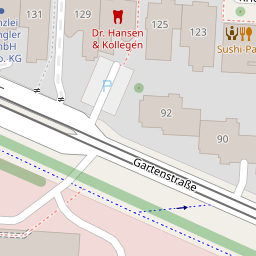 131
129
125
123
nzlei
ngler
mbH
o. KG
Dr. Hansen
& Kollegen
Sushi-Pa
P
92
90
Gartenstraße